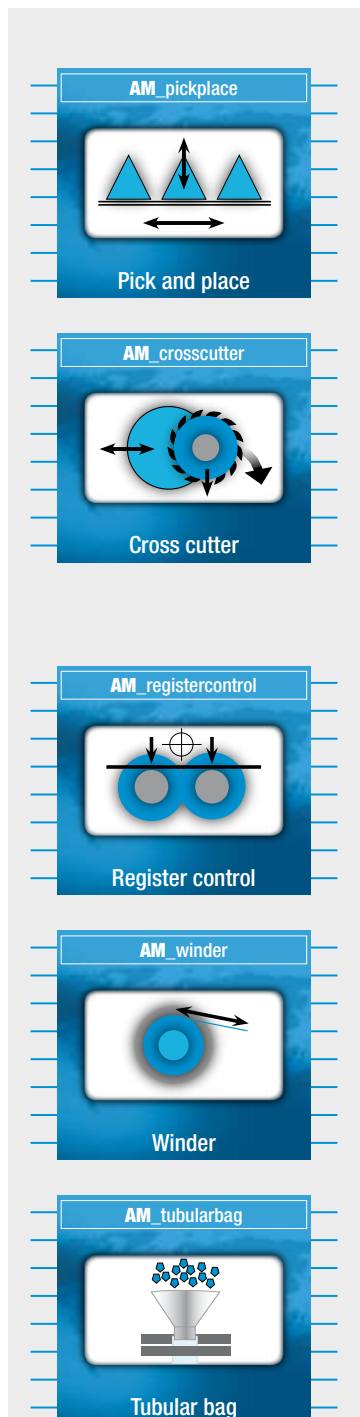 AM_pickplace
Pick and place
AM_crosscutter
Cross cutter
AM_registercontrol
Register control
AM_winder
Winder
AM_tubularbag
Tubular bag